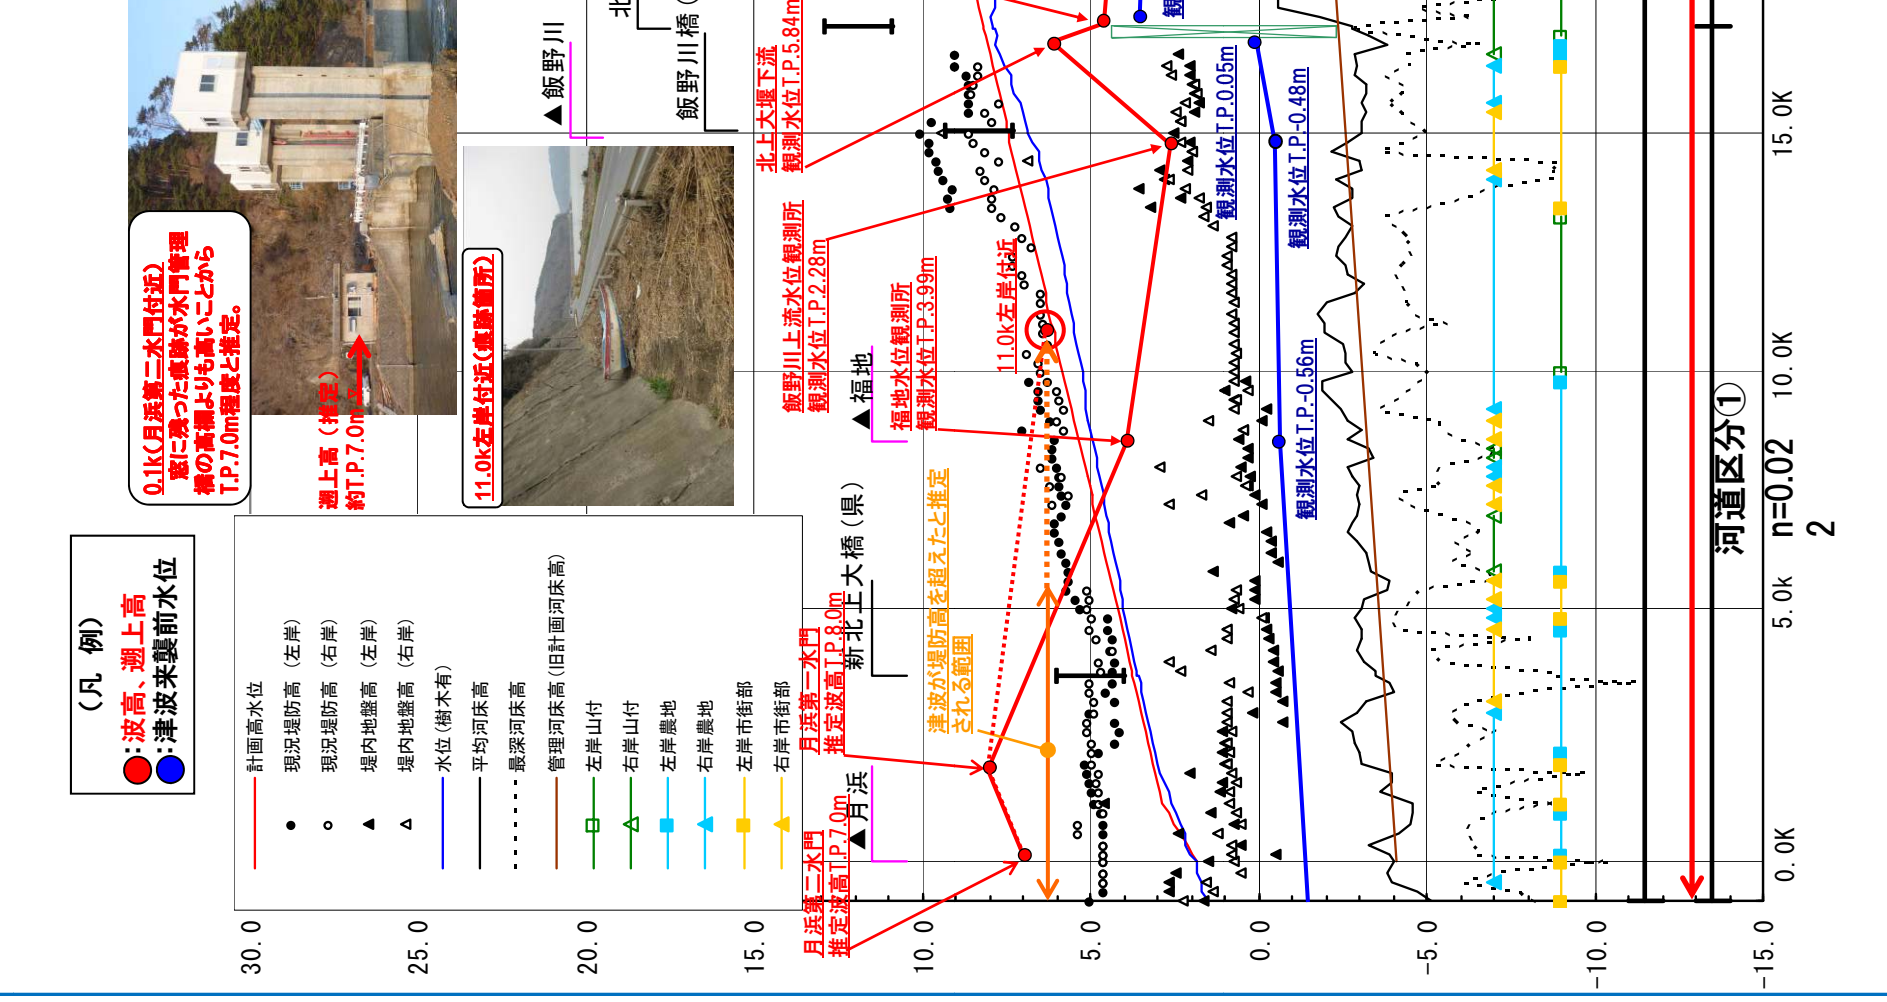 (凡 例)
●:波高、遡上高
●:津波来襲前水位
0.1k(月浜第二水門付近)
窓に残った痕跡が水門管理
橋の高欄よりも高いことから
T.P.7.0m程度と推定。
遡上高(推定)
約T.P.7.0m
11.0k左岸付近(痕跡箇所)
計画高水位
現況堤防高(左岸)
現況堤防高(右岸)
堤内地盤高(左岸)
堤内地盤高(右岸)
水位(樹木有)
平均河床高
最深河床高
管理河床高(旧計画河床高)
左岸山付
右岸山付
左岸農地
右岸農地
左岸市街部
右岸市街部
▲飯野川
北
飯野川橋(
北上大堰下流
観測水位T.P.5.84m
飯野川上流水位観測所
観測水位T.P.2.28m
▲福地
福地水位観測所
観測水位T.P.3.99m
11.0k左岸付近
新北上大橋(県)
月浜第一水門
推定波高T.P.8.0m
津波が堤防高を超えたと推定
される範囲
▲月浜
月浜第二水門
推定波高T.P.7.0m
観
観測水位T.P.0.05m
観測水位T.P.-0.48m
観測水位T.P.-0.56m
30.0
25.0
20.0
15.0
10.0
5.0
0.0
-5.0
-10.0
-15.0
0.0K
5.0k
10.0K
15.0K
河道区分①
n=0.02
2